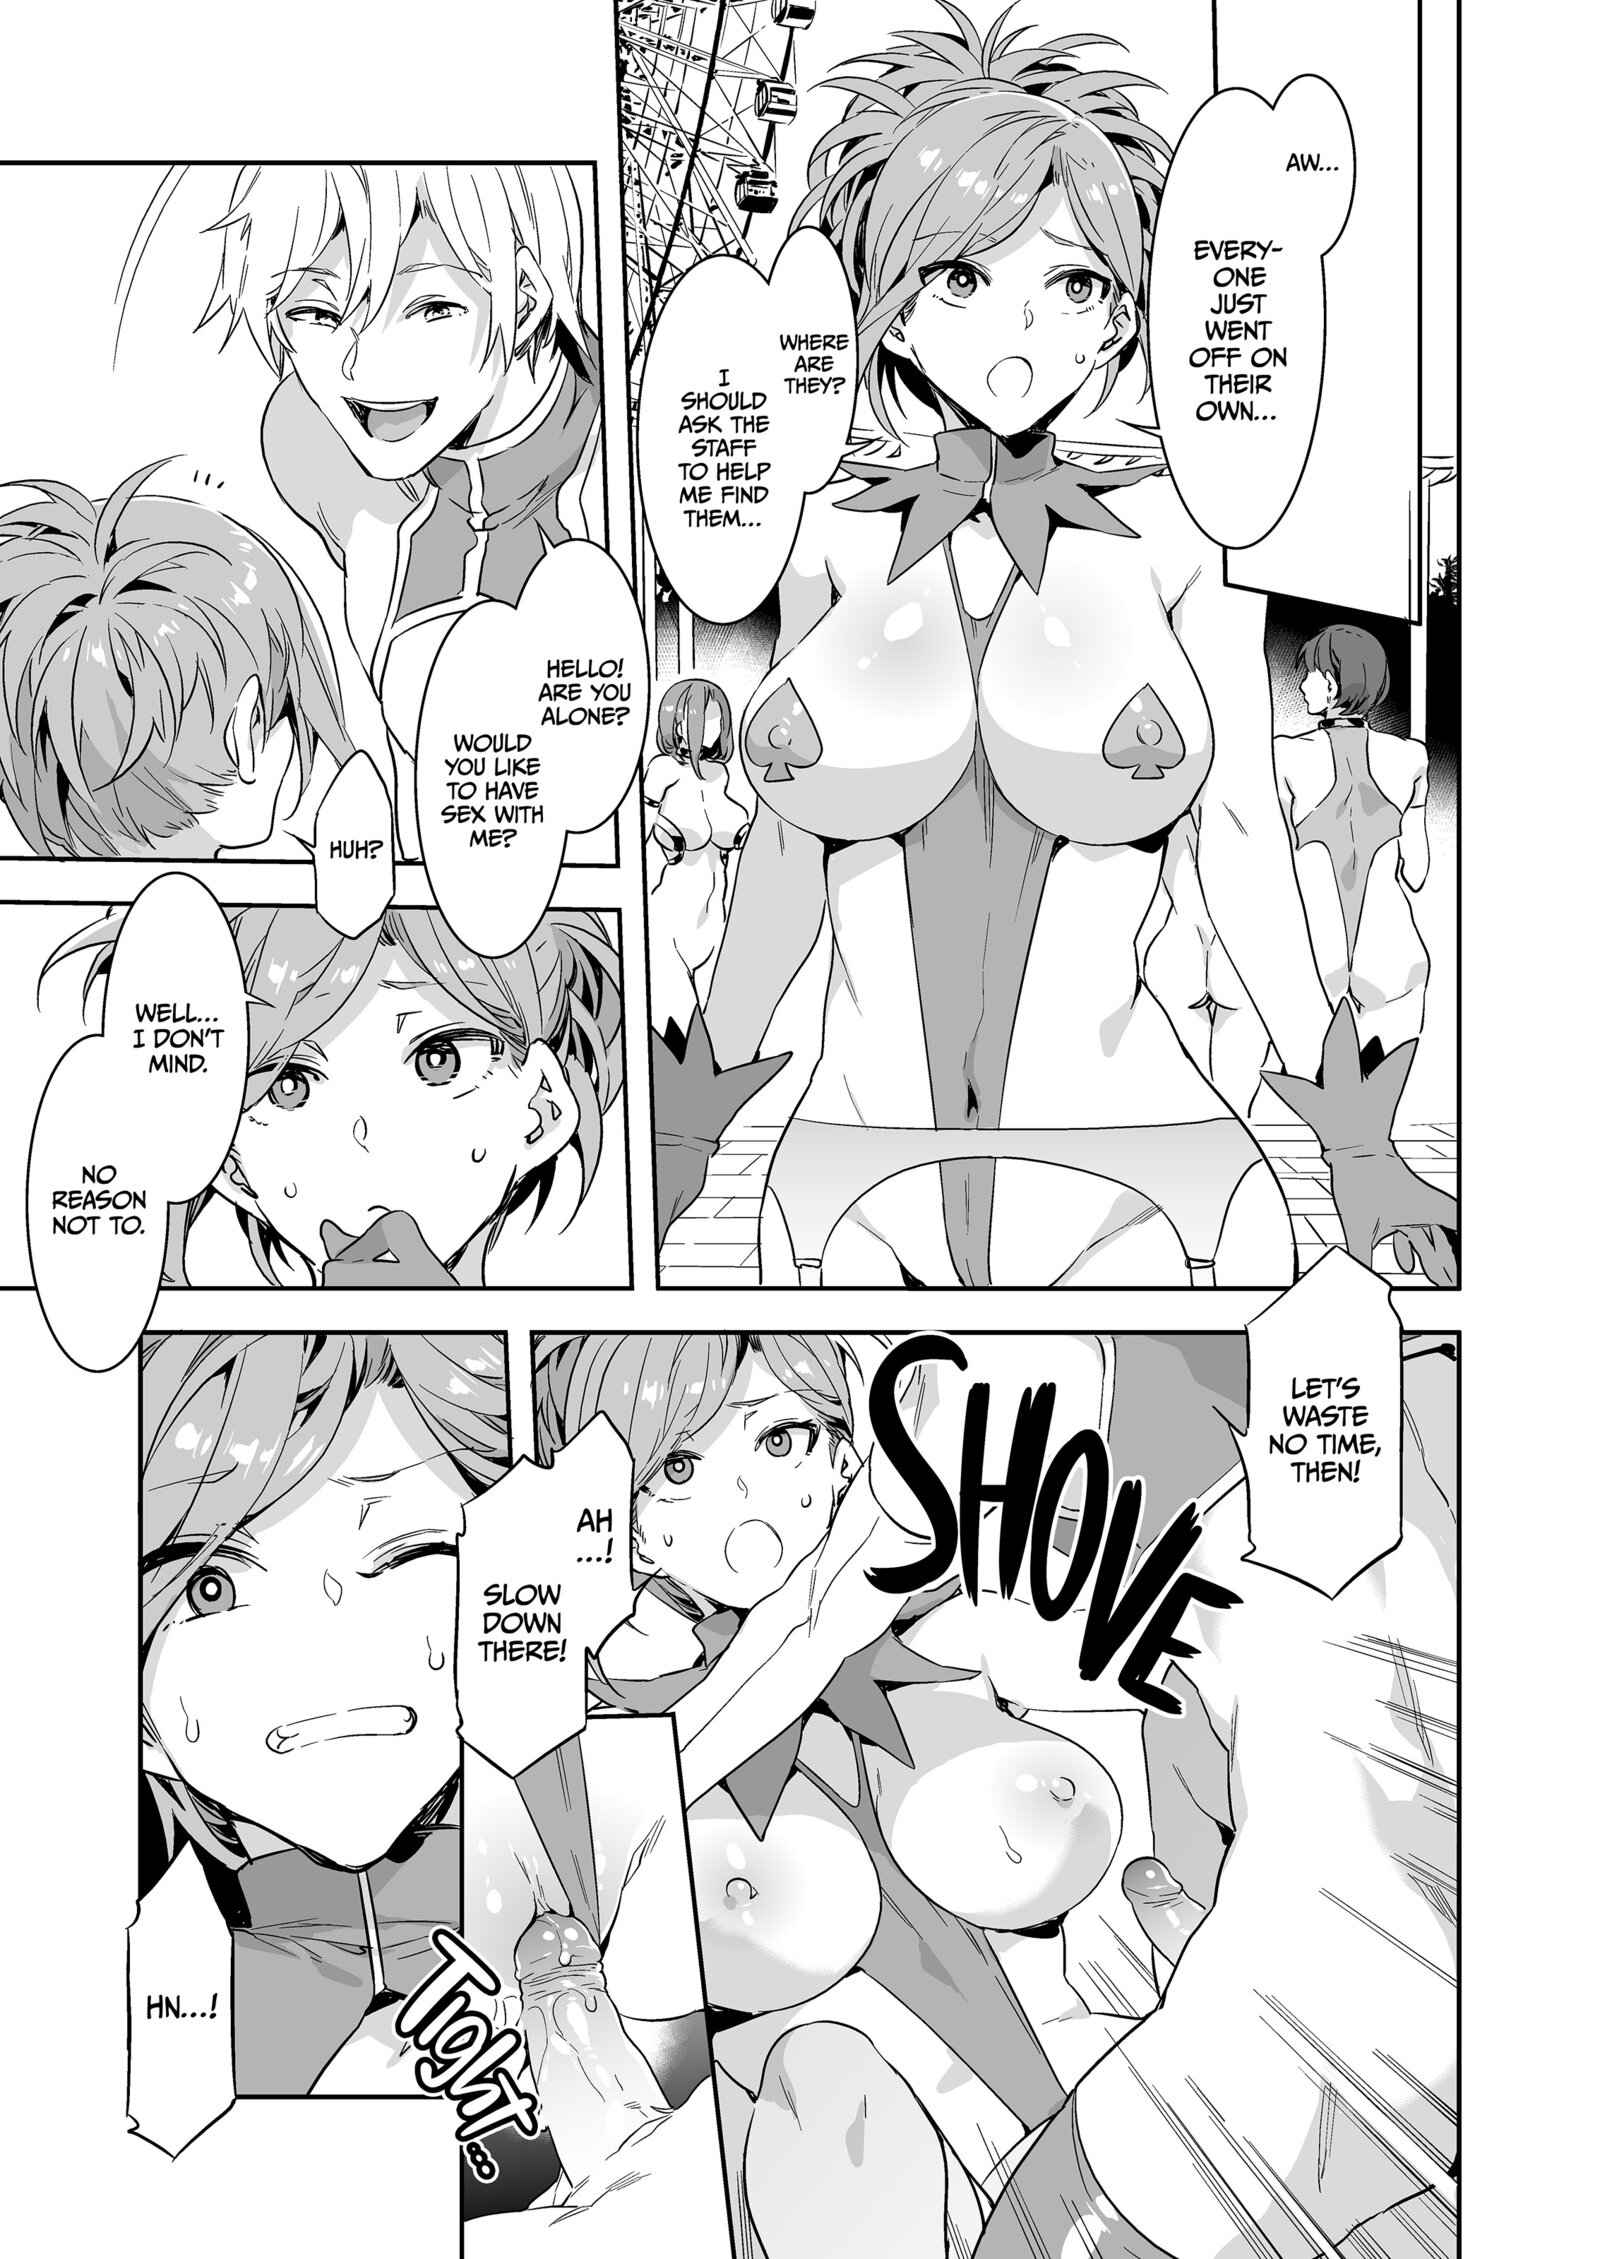 AW...
EVERY-
ONE
JUST
WENT
OFF ON
THEIR
OWN...
WHERE
ARE
THEY?
I
SHOULD
ASK THE
STAFF
TO HELP
ME FIND
THEM...
HELLO!
ARE YOU
ALONE?
WOULD
YOU LIKE
TO HAVE
SEX WITH
ME?
HUH?
WELL...
I DON'T
MIND.
NO
REASON
NOT TO.
LET'S
WASTE
NO TIME,
THEN!
SHOVE
AH
...!
SLOW
DOWN
THERE!
TIGHT...
HN...!